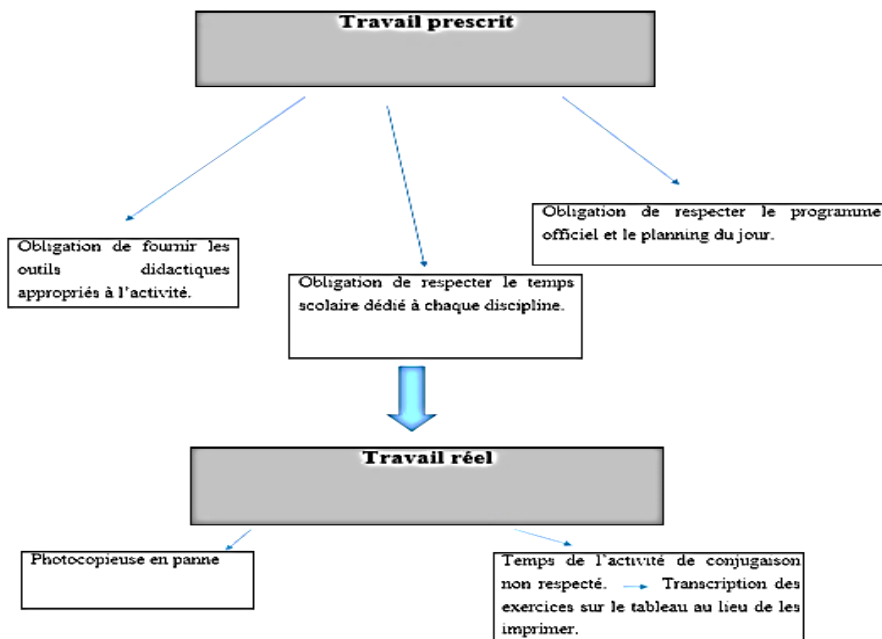 Travail prescrit
Obligation de respecter le programme
officiel et le planning du jour.
Obligation de fournir les
outils didactiques
appropriés à l'activité.
Obligation de respecter le temps
scolaire dédié à chaque discipline.
Travail réel
Photocopieuse en panne
Temps de l'activité de conjugaison
non respecté. → Transcription des
exercices sur le tableau au lieu de les
imprimer.